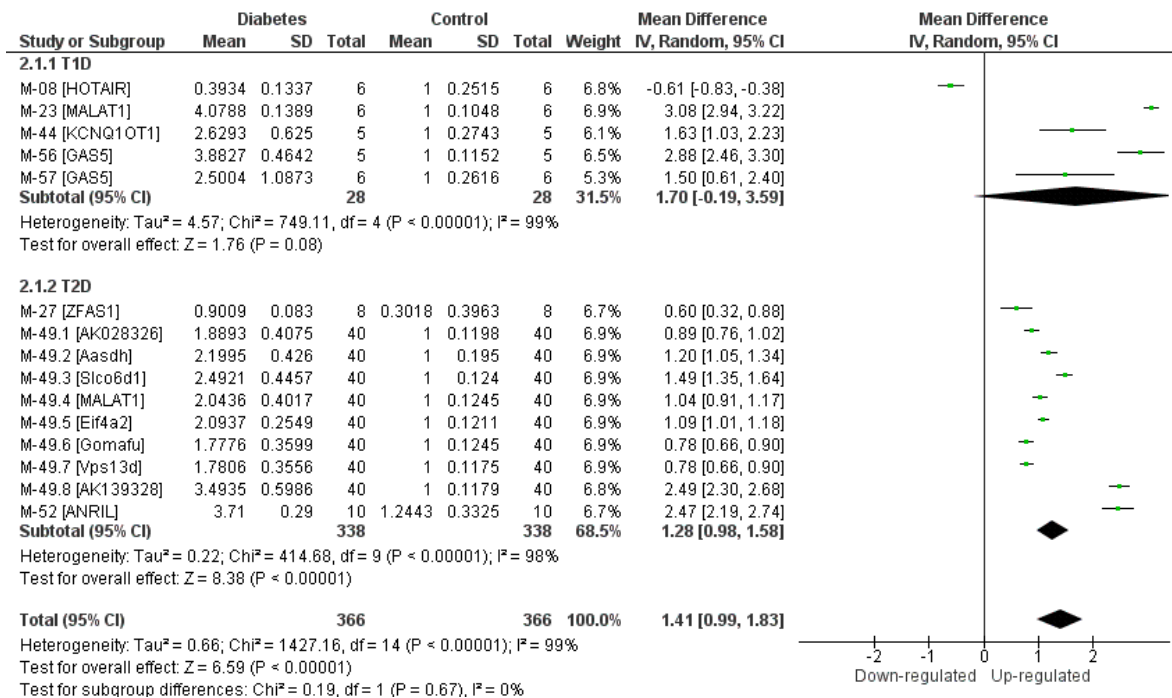 Diabetes Control Mean Difference Mean Difference
Study or Subgroup Mean SD Total Mean SD Total Weight IV, Random, 95% CI IV, Random, 95% CI
2.1.1 T1D
M-08 [HOTAIR] 0.3934 0.1337 6 1 0.2515 6 6.8% -0.61 [-0.83, -0.38]
M-23 [MALAT1] 4.0788 0.1389 6 1 0.1048 6 6.9% 3.08 [2.94, 3.22]
M-44 [KCNQ1OT1] 2.6293 0.625 5 1 0.2743 5 5.1% 1.63 [1.03, 2.23]
M-56 [GAS5] 3.8827 0.4642 5 1 0.1152 5 6.5% 2.88 [2.46, 3.30]
M-57 [GAS5] 2.5004 1.0873 6 1 0.2616 6 5.3% 1.50 [0.61, 2.40]
Subtotal (95% CI) 28 28 31.5% 1.70 [-0.19, 3.59]
Heterogeneity: Tau² = 4.57; Chi² = 749.11, df = 4 (P < 0.00001); I² = 99%
Test for overall effect: Z = 1.76 (P = 0.08)
2.1.2 T2D
M-27 [ZFAS1] 0.9009 0.083 8 0.3018 0.3963 8 6.7% 0.60 [0.32, 0.88]
M-49.1 [AK028326] 1.8893 0.4075 40 1 0.1198 40 6.9% 0.89 [0.76, 1.02]
M-49.2 [Aasdh] 2.1995 0.426 40 1 0.195 40 6.9% 1.20 [1.05, 1.34]
M-49.3 [Slco6d1] 2.4921 0.4457 40 1 0.124 40 6.9% 1.49 [1.35, 1.64]
M-49.4 [MALAT1] 2.0436 0.4017 40 1 0.1245 40 6.9% 1.04 [0.91, 1.17]
M-49.5 [Eif4a2] 2.0937 0.2549 40 1 0.1211 40 6.9% 1.09 [1.01, 1.18]
M-49.6 [Gomafu] 1.7776 0.3599 40 1 0.1245 40 6.9% 0.78 [0.66, 0.90]
M-49.7 [Vps13d] 1.7806 0.3556 40 1 0.1175 40 6.9% 0.78 [0.66, 0.90]
M-49.8 [AK139328] 3.4935 0.5986 40 1 0.1179 40 6.8% 2.49 [2.30, 2.68]
M-52 [ANRIL] 3.71 0.29 10 1.2443 0.3325 10 6.7% 2.47 [2.19, 2.74]
Subtotal (95% CI) 338 338 68.5% 1.28 [0.98, 1.58]
Heterogeneity: Tau² = 0.22; Chi² = 414.68, df = 9 (P < 0.00001); I² = 98%
Test for overall effect: Z = 8.38 (P < 0.00001)
Total (95% CI) 366 366 100.0% 1.41 [0.99, 1.83]
Heterogeneity: Tau² = 0.66; Chi² = 1427.16, df = 14 (P < 0.00001); I² = 99%
Test for overall effect: Z = 6.59 (P < 0.00001)
Test for subgroup differences: Chi² = 0.19, df = 1 (P = 0.67), I² = 0%
-2 -1 0 1 2
Down-regulated Up-regulated